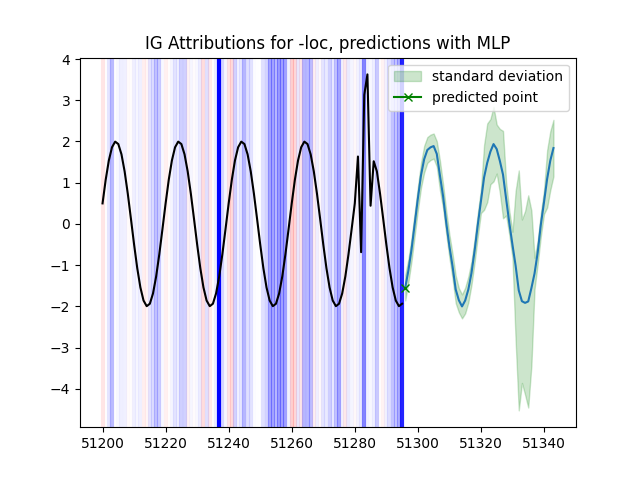 IG Attributions for -loc, predictions with MLP
standard deviation
predicted point
4
3
2
1
0
−1
−2
−3
−4
51200 51220 51240 51260 51280 51300 51320 51340